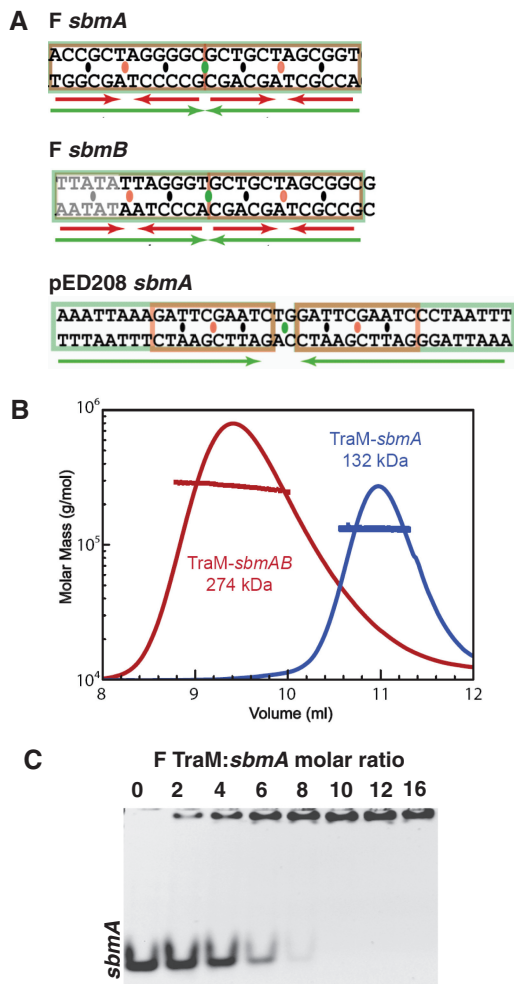 A
F sbmA
ACCGCTAGGGGCGCTGCTAGCGGT
TGGCGATCCCCGCGACGATCGCCA
F sbmB
TTATATTAGGGTGCTGCTAGCGGCG
AATATAATCCCACGACGATCGCCGC
pED208 sbmA
AAATTAAAGATTCGAATCTGGATTCGAATCCCTAATTT
TTTAATTTCTAAGCTTAGACCTAAGCTTAGGGATTAAA
B
Molar Mass (g/mol)
10⁶
10⁵
10⁴
TraM-sbmA
132 kDa
TraM-sbmAB
274 kDa
8 9 10 11 12
Volume (ml)
C
F TraM:sbmA molar ratio
0 2 4 6 8 10 12 16
sbmA